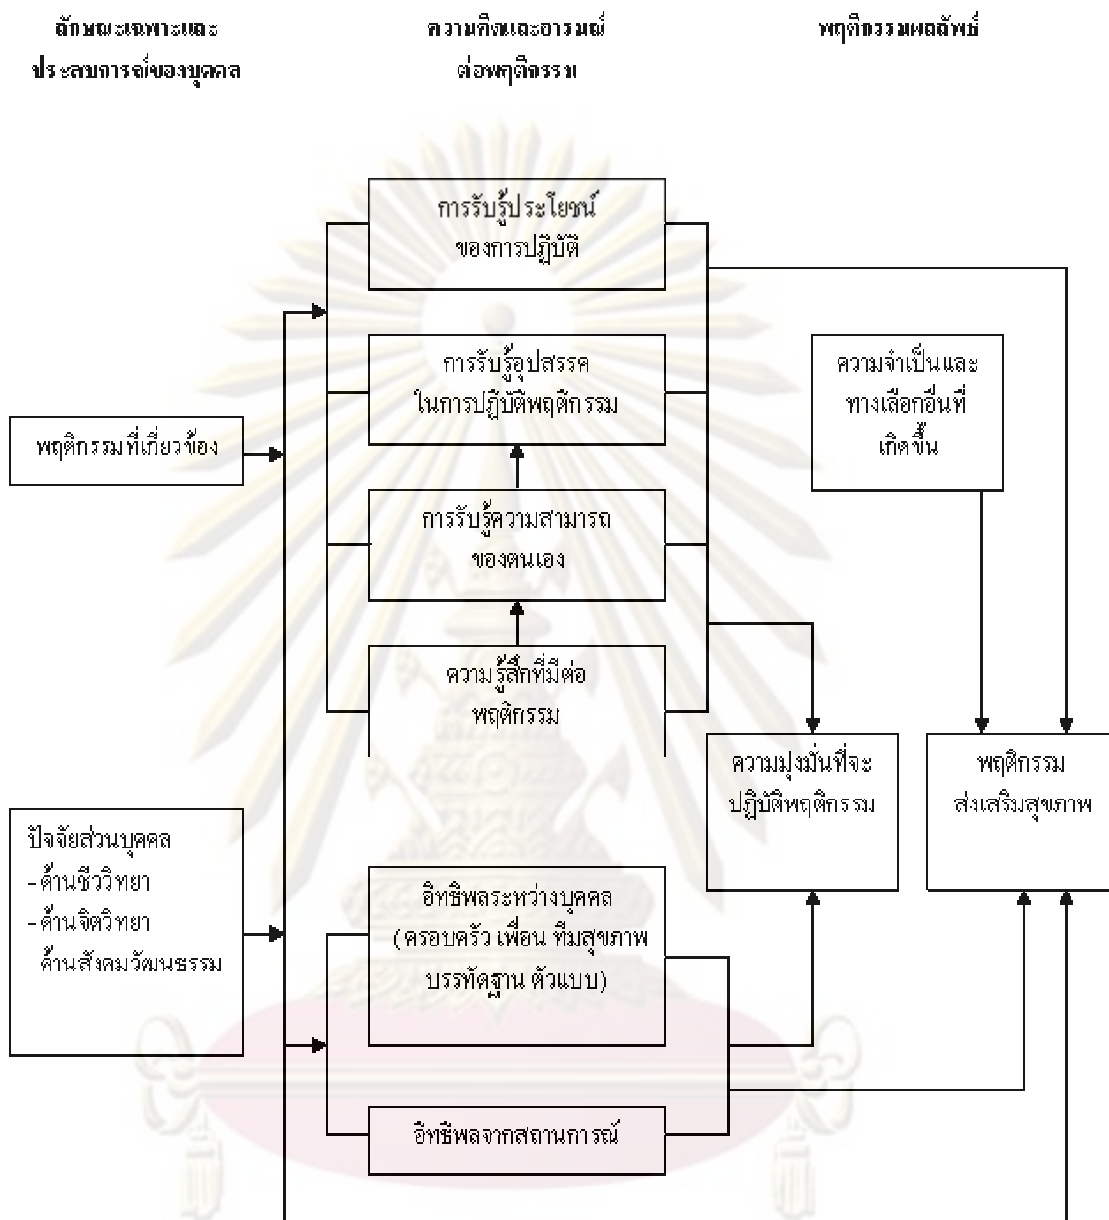 ลักษณะเฉพาะและ
ประสบการณ์ของบุคคล
ความคิดและอารมณ์
ต่อพฤติกรรม
พฤติกรรมผลลัพธ์
การรับรู้ประโยชน์
ของการปฏิบัติ
การรับรู้อุปสรรค
ในการปฏิบัติพฤติกรรม
ความจำเป็นและ
ทางเลือกอื่นที่
เกิดขึ้น
พฤติกรรมที่เกี่ยวข้อง
การรับรู้ความสามารถ
ของตนเอง
ความรู้สึกที่มีต่อ
พฤติกรรม
ความมุ่งมั่นที่จะ
ปฏิบัติพฤติกรรม
พฤติกรรม
ส่งเสริมสุขภาพ
ปัจจัยส่วนบุคคล
-ด้านชีววิทยา
-ด้านจิตวิทยา
ด้านสังคมวัฒนธรรม
อิทธิพลระหว่างบุคคล
(ครอบครัว เพื่อน ทีมสุขภาพ
บรรทัดฐาน ตัวแบบ)
อิทธิพลจากสถานการณ์